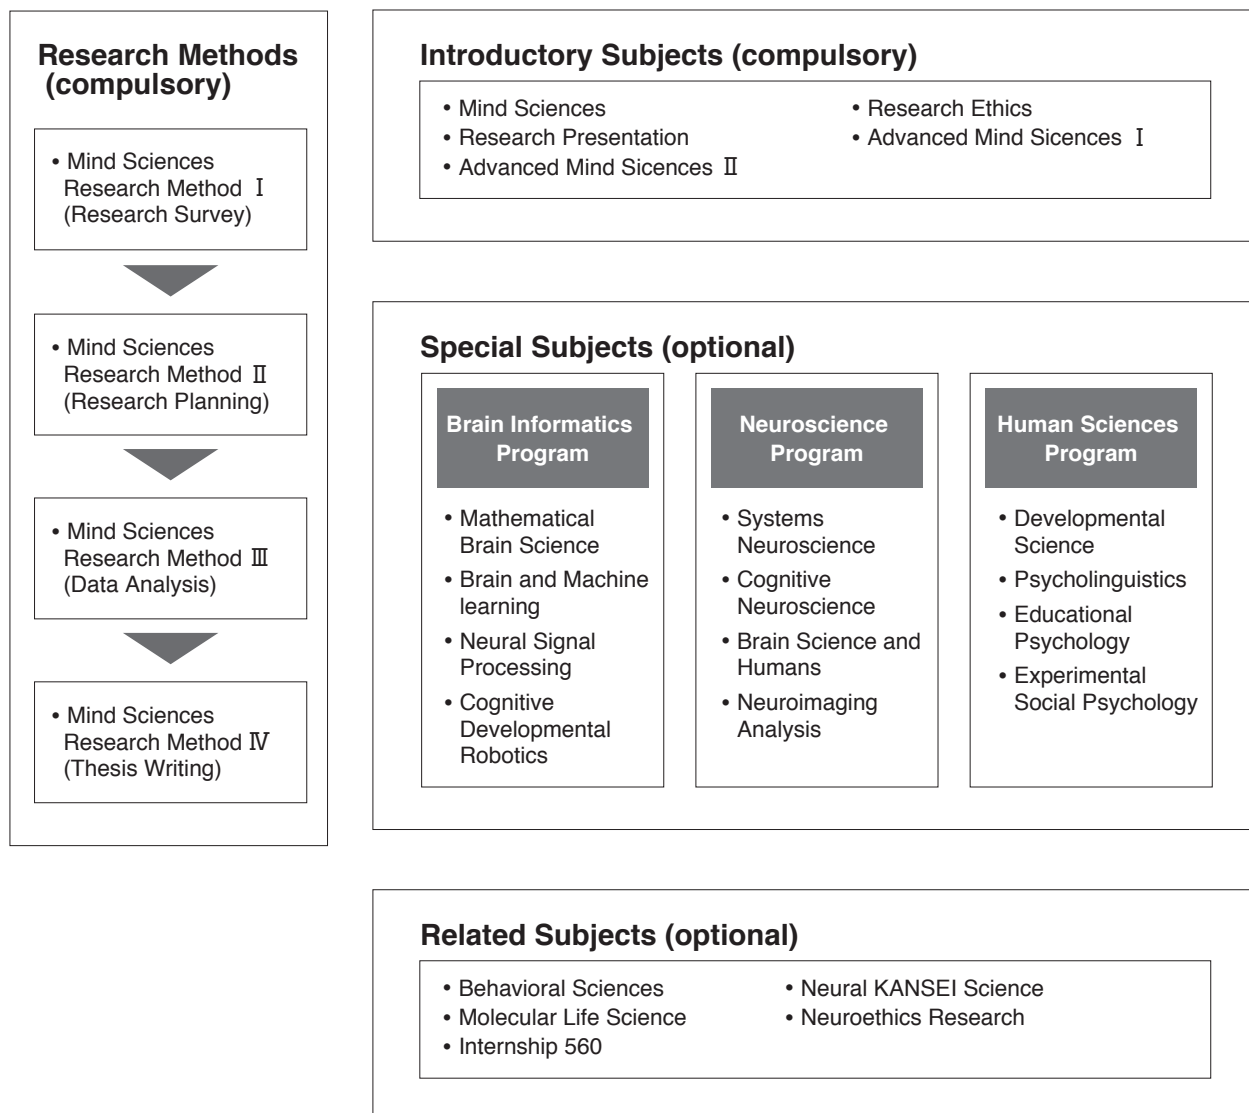 Research Methods
(compulsory)
• Mind Sciences
Research Method Ⅰ
(Research Survey)
• Mind Sciences
Research Method Ⅱ
(Research Planning)
• Mind Sciences
Research Method Ⅲ
(Data Analysis)
• Mind Sciences
Research Method Ⅳ
(Thesis Writing)
Introductory Subjects (compulsory)
• Mind Sciences
• Research Presentation
• Advanced Mind Sicences Ⅱ
• Research Ethics
• Advanced Mind Sicences Ⅰ
Special Subjects (optional)
Brain Informatics
Program
• Mathematical
Brain Science
• Brain and Machine
learning
• Neural Signal
Processing
• Cognitive
Developmental
Robotics
Neuroscience
Program
• Systems
Neuroscience
• Cognitive
Neuroscience
• Brain Science and
Humans
• Neuroimaging
Analysis
Human Sciences
Program
• Developmental
Science
• Psycholinguistics
• Educational
Psychology
• Experimental
Social Psychology
Related Subjects (optional)
• Behavioral Sciences
• Molecular Life Science
• Internship 560
• Neural KANSEI Science
• Neuroethics Research